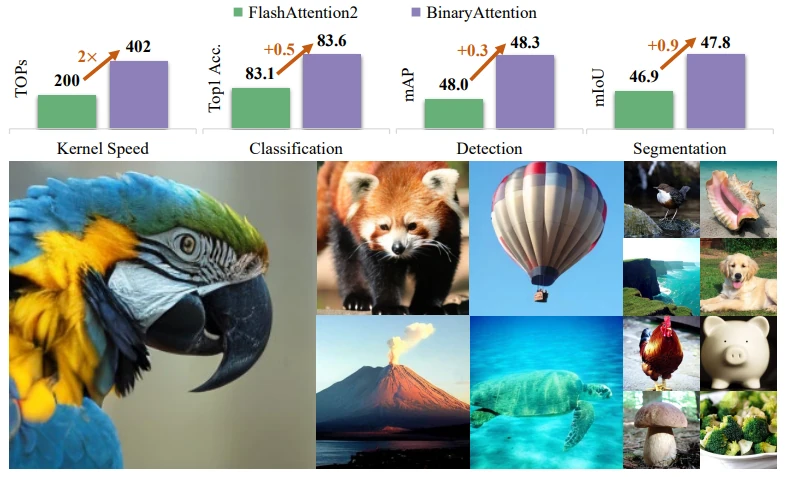 FlashAttention2 BinaryAttention
TOPs 200 2× 402
Top1 Acc. 83.1 +0.5 83.6
mAP 48.0 +0.3 48.3
mIoU 46.9 +0.9 47.8
Kernel Speed Classification Detection Segmentation